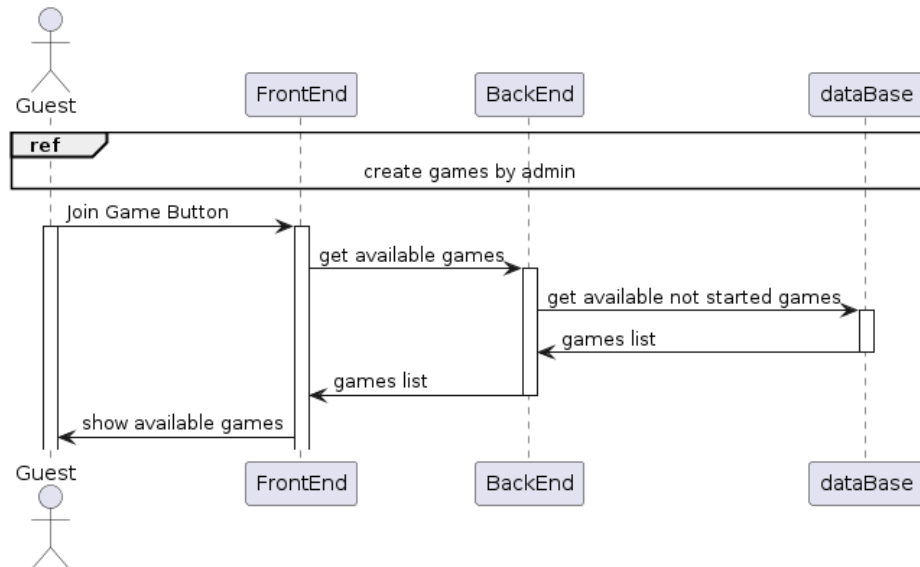 Guest
FrontEnd
BackEnd
dataBase
ref
create games by admin
Join Game Button
get available games
get available not started games
games list
games list
show available games
Guest
FrontEnd
BackEnd
dataBase